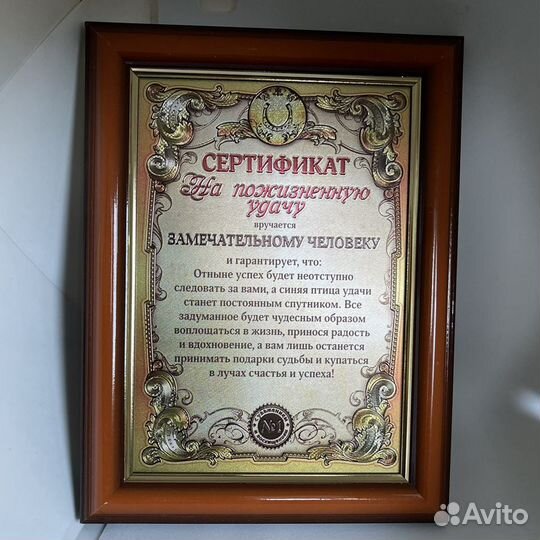 СЕРТИФИКАТ
На пожизненную
удачу
вручается
ЗАМЕЧАТЕЛЬНОМУ ЧЕЛОВЕКУ
и гарантирует, что:
Отныне успех будет неотступно
следовать за вами, а синяя птица удачи
станет постоянным спутником. Все
задуманное будет чудесным образом
воплощаться в жизнь, принося радость
и вдохновение, а вам лишь останется
принимать подарки судьбы и купаться
в лучах счастья и успеха!
№1
Avito